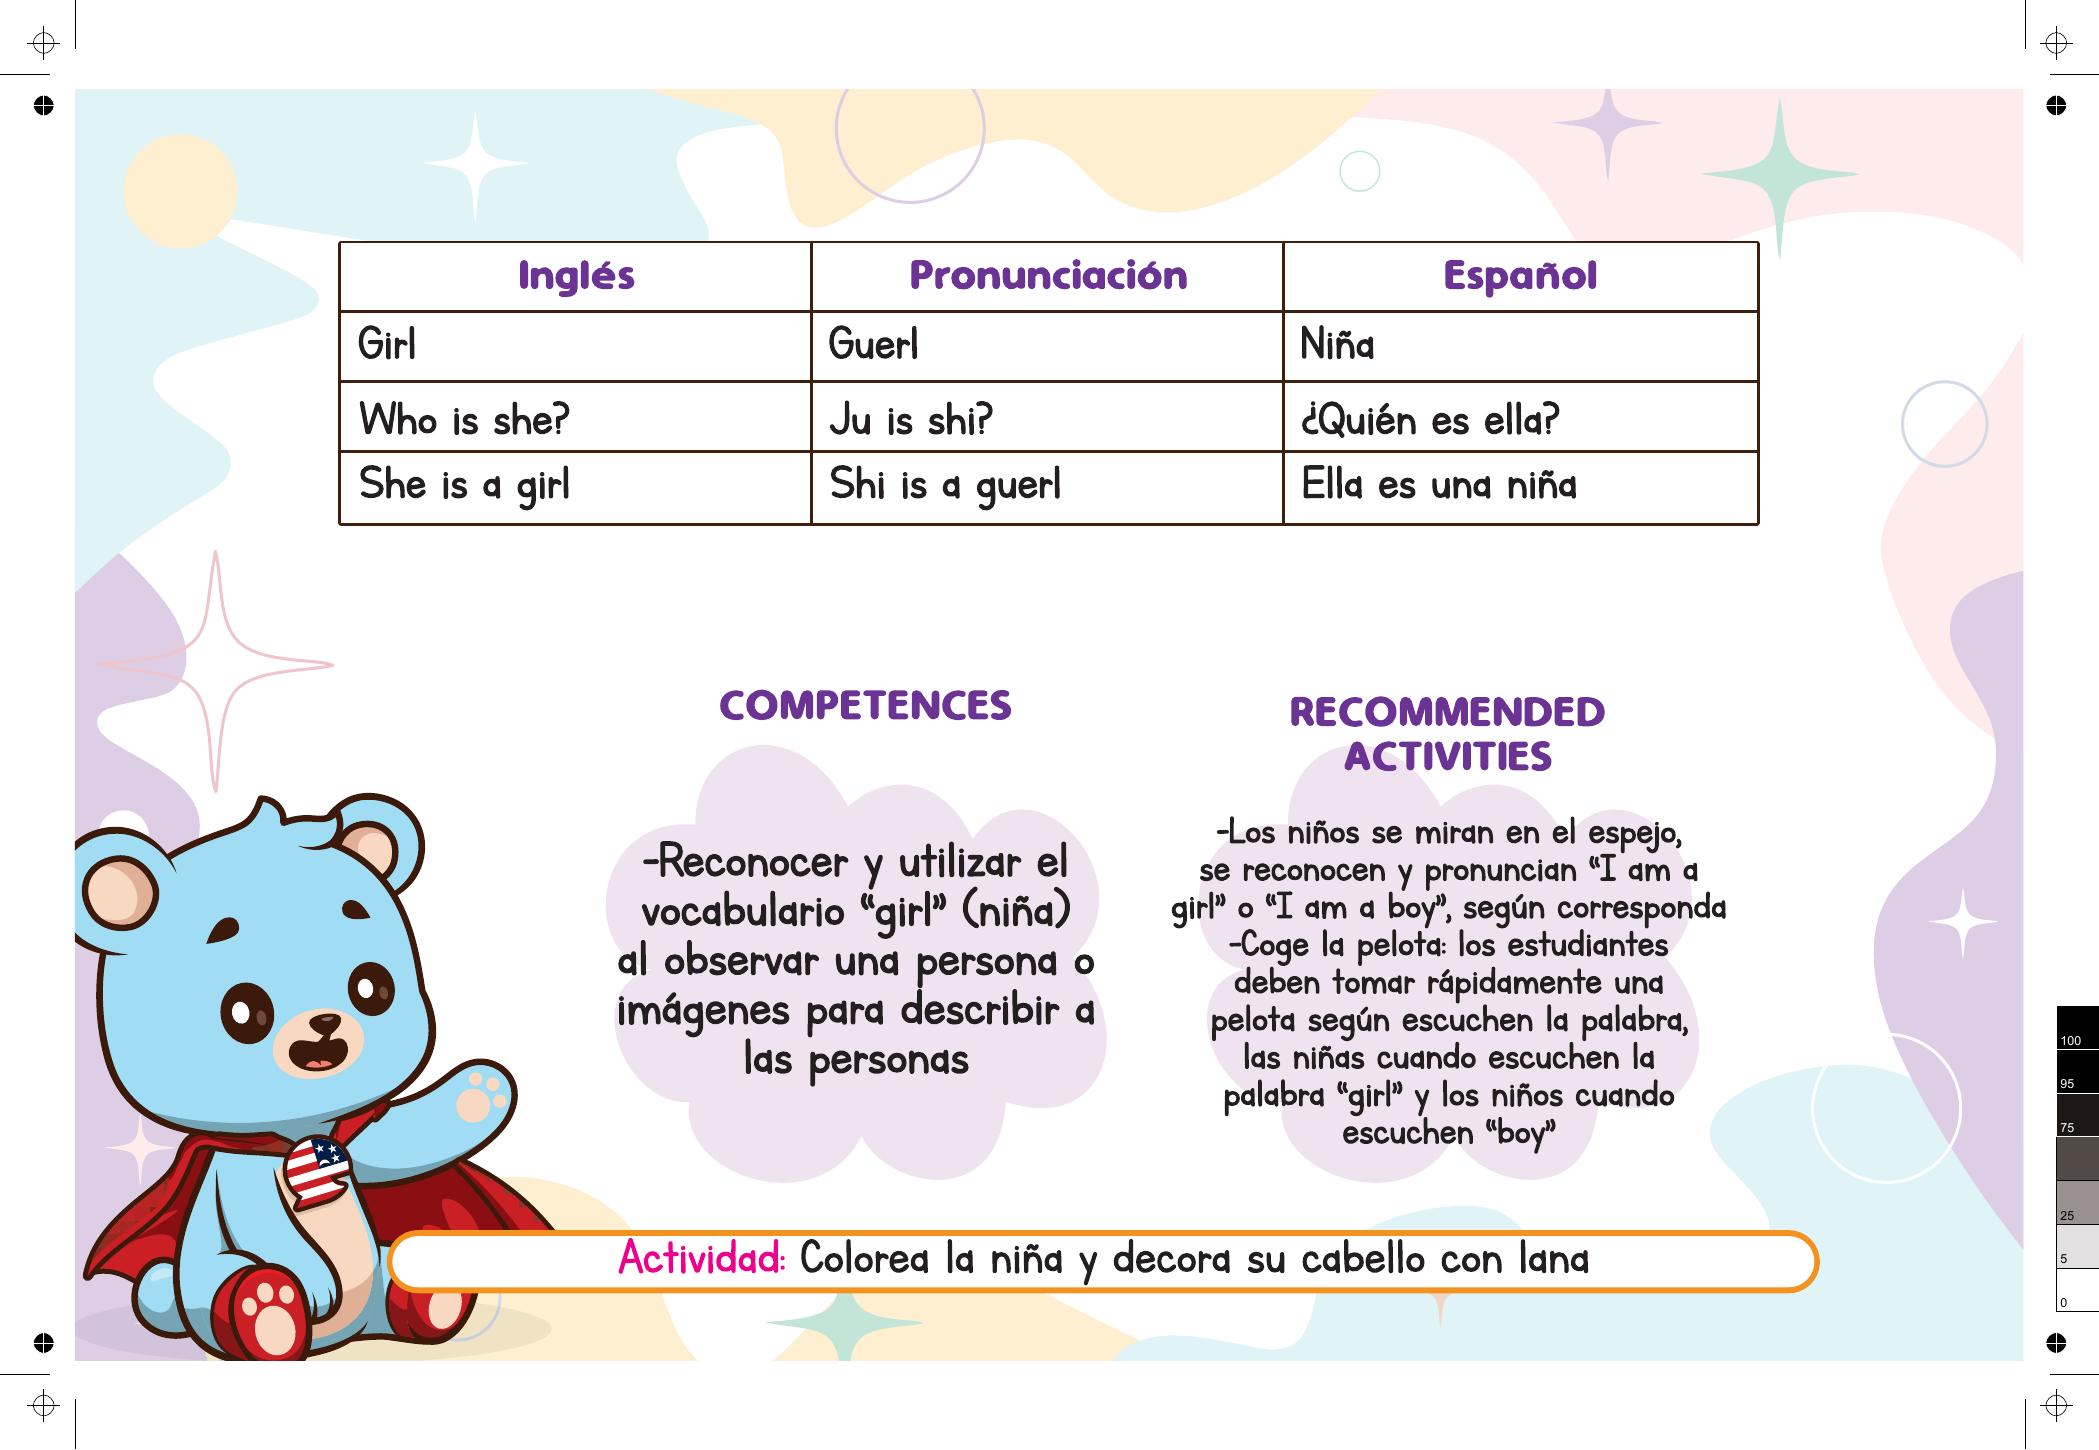 Inglés Pronunciación Español
Girl Guerl Niña
Who is she? Ju is shi? ¿Quién es ella?
She is a girl Shi is a guerl Ella es una niña
COMPETENCES
-Reconocer y utilizar el
vocabulario “girl” (niña)
al observar una persona o
imágenes para describir a
las personas
RECOMMENDED
ACTIVITIES
-Los niños se miran en el espejo,
se reconocen y pronuncian “I am a
girl” o “I am a boy”, según corresponda
-Coge la pelota: los estudiantes
deben tomar rápidamente una
pelota según escuchen la palabra,
las niñas cuando escuchen la
palabra “girl” y los niños cuando
escuchen “boy”
Actividad: Colorea la niña y decora su cabello con lana
100
95
75
25
5
0